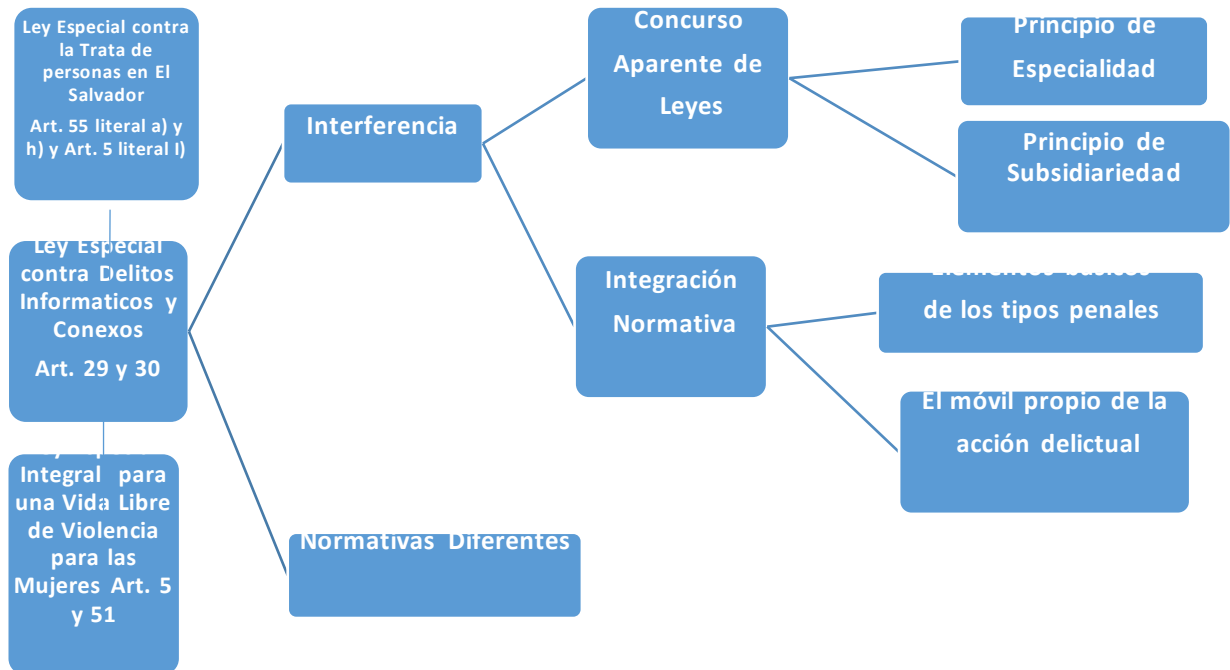 Ley Especial contra
la Trata de
personas en El
Salvador
Art. 55 literal a) y
h) y Art. 5 literal I)
Ley Especial
contra Delitos
Informaticos y
Conexos
Art. 29 y 30
Integral para
una Vida Libre
de Violencia
para las
Mujeres Art. 5
y 51
Interferencia
Normativas Diferentes
Concurso
Aparente de
Leyes
Integración
Normativa
Principio de
Especialidad
Principio de
Subsidiariedad
Elementos básicos
de los tipos penales
El móvil propio de la
acción delictual